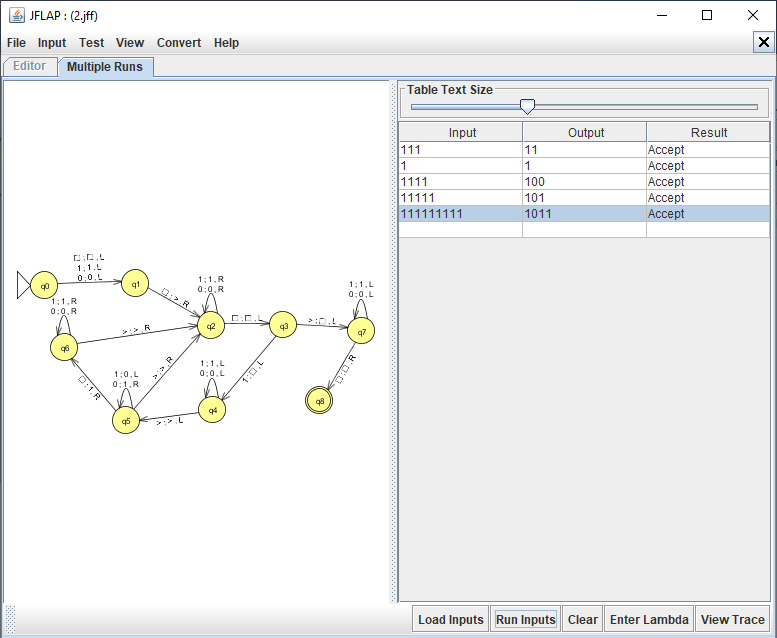 JFLAP : (2.jff)
File Input Test View Convert Help
Editor Multiple Runs
Table Text Size
Input Output Result
111 11 Accept
1 1 Accept
1111 100 Accept
11111 101 Accept
111111111 1011 Accept
□ ; □ , L
1 ; 1 , L
0 ; 0 , L
q0
q1
□ ; > , R
1 ; 1 , R
0 ; 0 , R
q2
□ ; □ , L
q3
> ; □ , L
1 ; 1 , L
0 ; 0 , L
q7
1 ; 1 , R
0 ; 0 , R
q6
> ; > , R
> ; > , R
1 ; □ , L
□ ; □ , R
□ ; 1 , R
1 ; 0 , L
0 ; 1 , R
q5
1 ; 1 , L
0 ; 0 , L
q4
> ; > , L
q8
Load Inputs Run Inputs Clear Enter Lambda View Trace